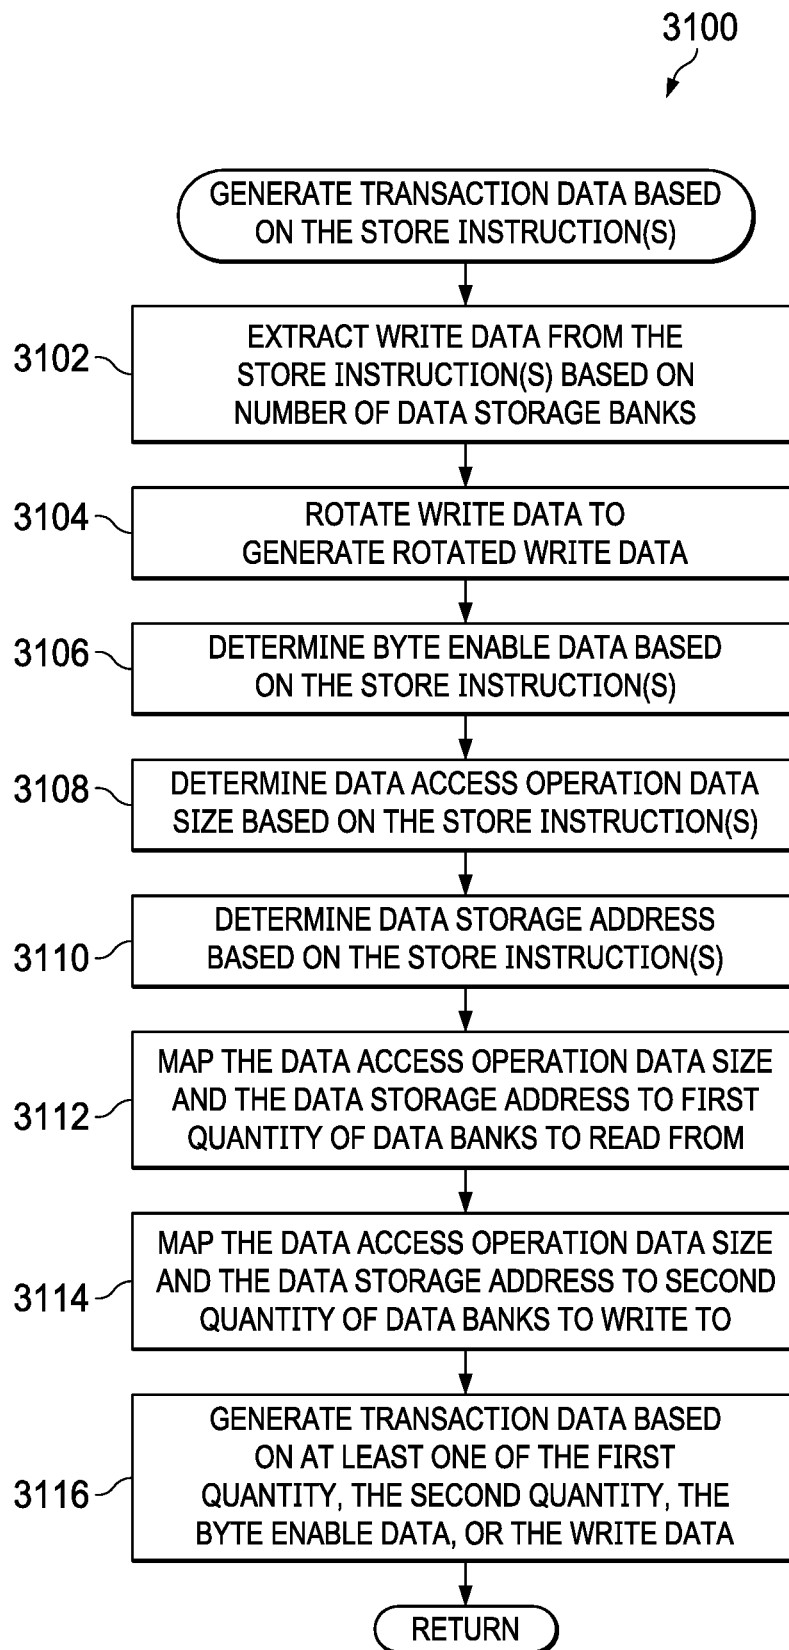 3100
GENERATE TRANSACTION DATA BASED
ON THE STORE INSTRUCTION(S)
3102
EXTRACT WRITE DATA FROM THE
STORE INSTRUCTION(S) BASED ON
NUMBER OF DATA STORAGE BANKS
3104
ROTATE WRITE DATA TO
GENERATE ROTATED WRITE DATA
3106
DETERMINE BYTE ENABLE DATA BASED
ON THE STORE INSTRUCTION(S)
3108
DETERMINE DATA ACCESS OPERATION DATA
SIZE BASED ON THE STORE INSTRUCTION(S)
3110
DETERMINE DATA STORAGE ADDRESS
BASED ON THE STORE INSTRUCTION(S)
3112
MAP THE DATA ACCESS OPERATION DATA SIZE
AND THE DATA STORAGE ADDRESS TO FIRST
QUANTITY OF DATA BANKS TO READ FROM
3114
MAP THE DATA ACCESS OPERATION DATA SIZE
AND THE DATA STORAGE ADDRESS TO SECOND
QUANTITY OF DATA BANKS TO WRITE TO
3116
GENERATE TRANSACTION DATA BASED
ON AT LEAST ONE OF THE FIRST
QUANTITY, THE SECOND QUANTITY, THE
BYTE ENABLE DATA, OR THE WRITE DATA
RETURN